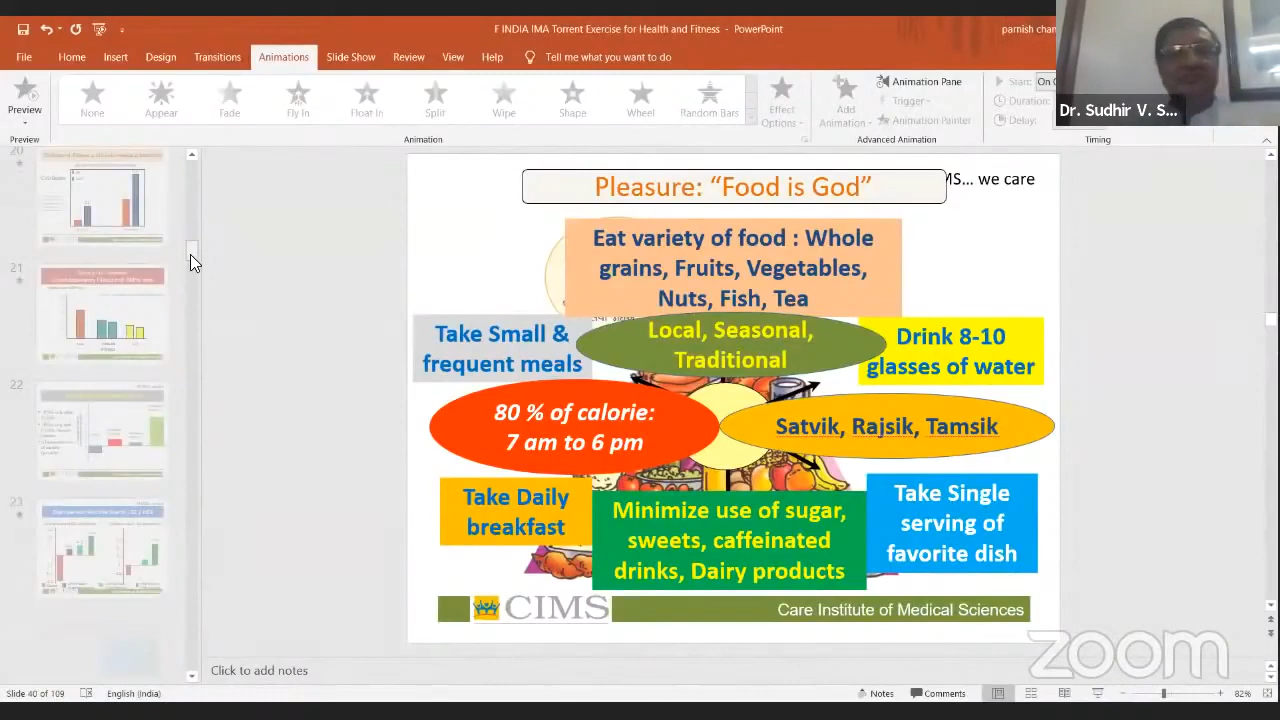 F INDIA IMA Torrent Exercise for Health and Fitness - PowerPoint
parnish chan
File Home Insert Design Transitions Animations Slide Show Review View Help Tell me what you want to do
Preview
None Appear Fade Fly In Float In Split Wipe Shape Wheel Random Bars
Effect
Options
Add
Animation
Animation Pane
Trigger
Animation Painter
Start: On C
Duration:
Delay:
Preview Animation Advanced Animation Timing
Dr. Sudhir V. S...
20
21
22
23
MS... we care
Pleasure: “Food is God”
Eat variety of food : Whole
grains, Fruits, Vegetables,
Nuts, Fish, Tea
Take Small &
frequent meals
Local, Seasonal,
Traditional
Drink 8-10
glasses of water
80 % of calorie:
7 am to 6 pm
Satvik, Rajsik, Tamsik
Take Daily
breakfast
Minimize use of sugar,
sweets, caffeinated
drinks, Dairy products
Take Single
serving of
favorite dish
CIMS
Care Institute of Medical Sciences
zoom
Click to add notes
Slide 40 of 109 English (India) Notes Comments 82%